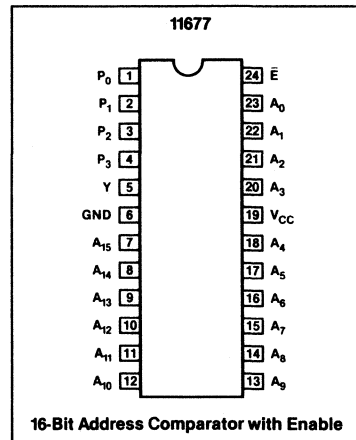 11677
P₀ 1 24 Ē
P₁ 2 23 A₀
P₂ 3 22 A₁
P₃ 4 21 A₂
Y 5 20 A₃
GND 6 19 V_CC
A₁₅ 7 18 A₄
A₁₄ 8 17 A₅
A₁₃ 9 16 A₆
A₁₂ 10 15 A₇
A₁₁ 11 14 A₈
A₁₀ 12 13 A₉
16-Bit Address Comparator with Enable